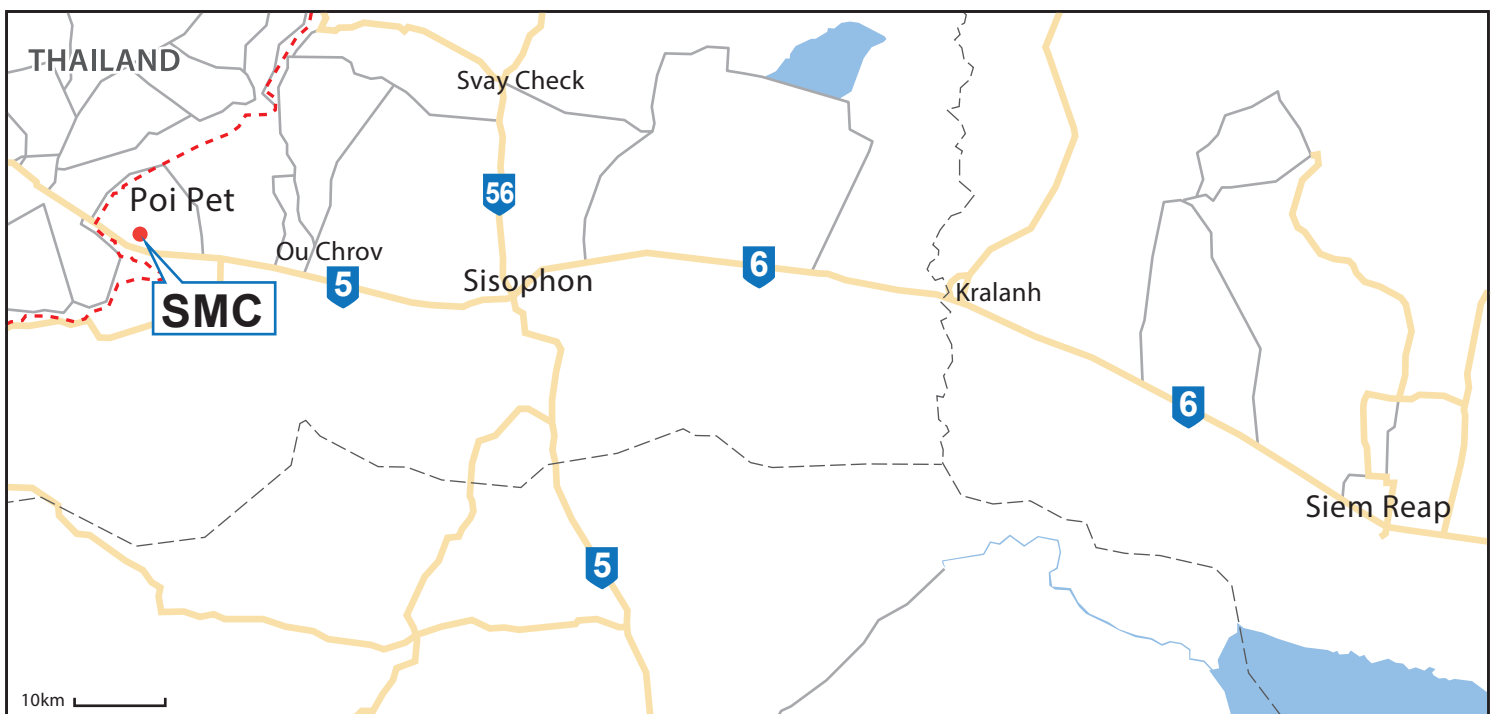 THAILAND
Svay Check
56
Poi Pet
Ou Chrov
5
Sisophon
6
Kralanh
SMC
6
Siem Reap
5
10km